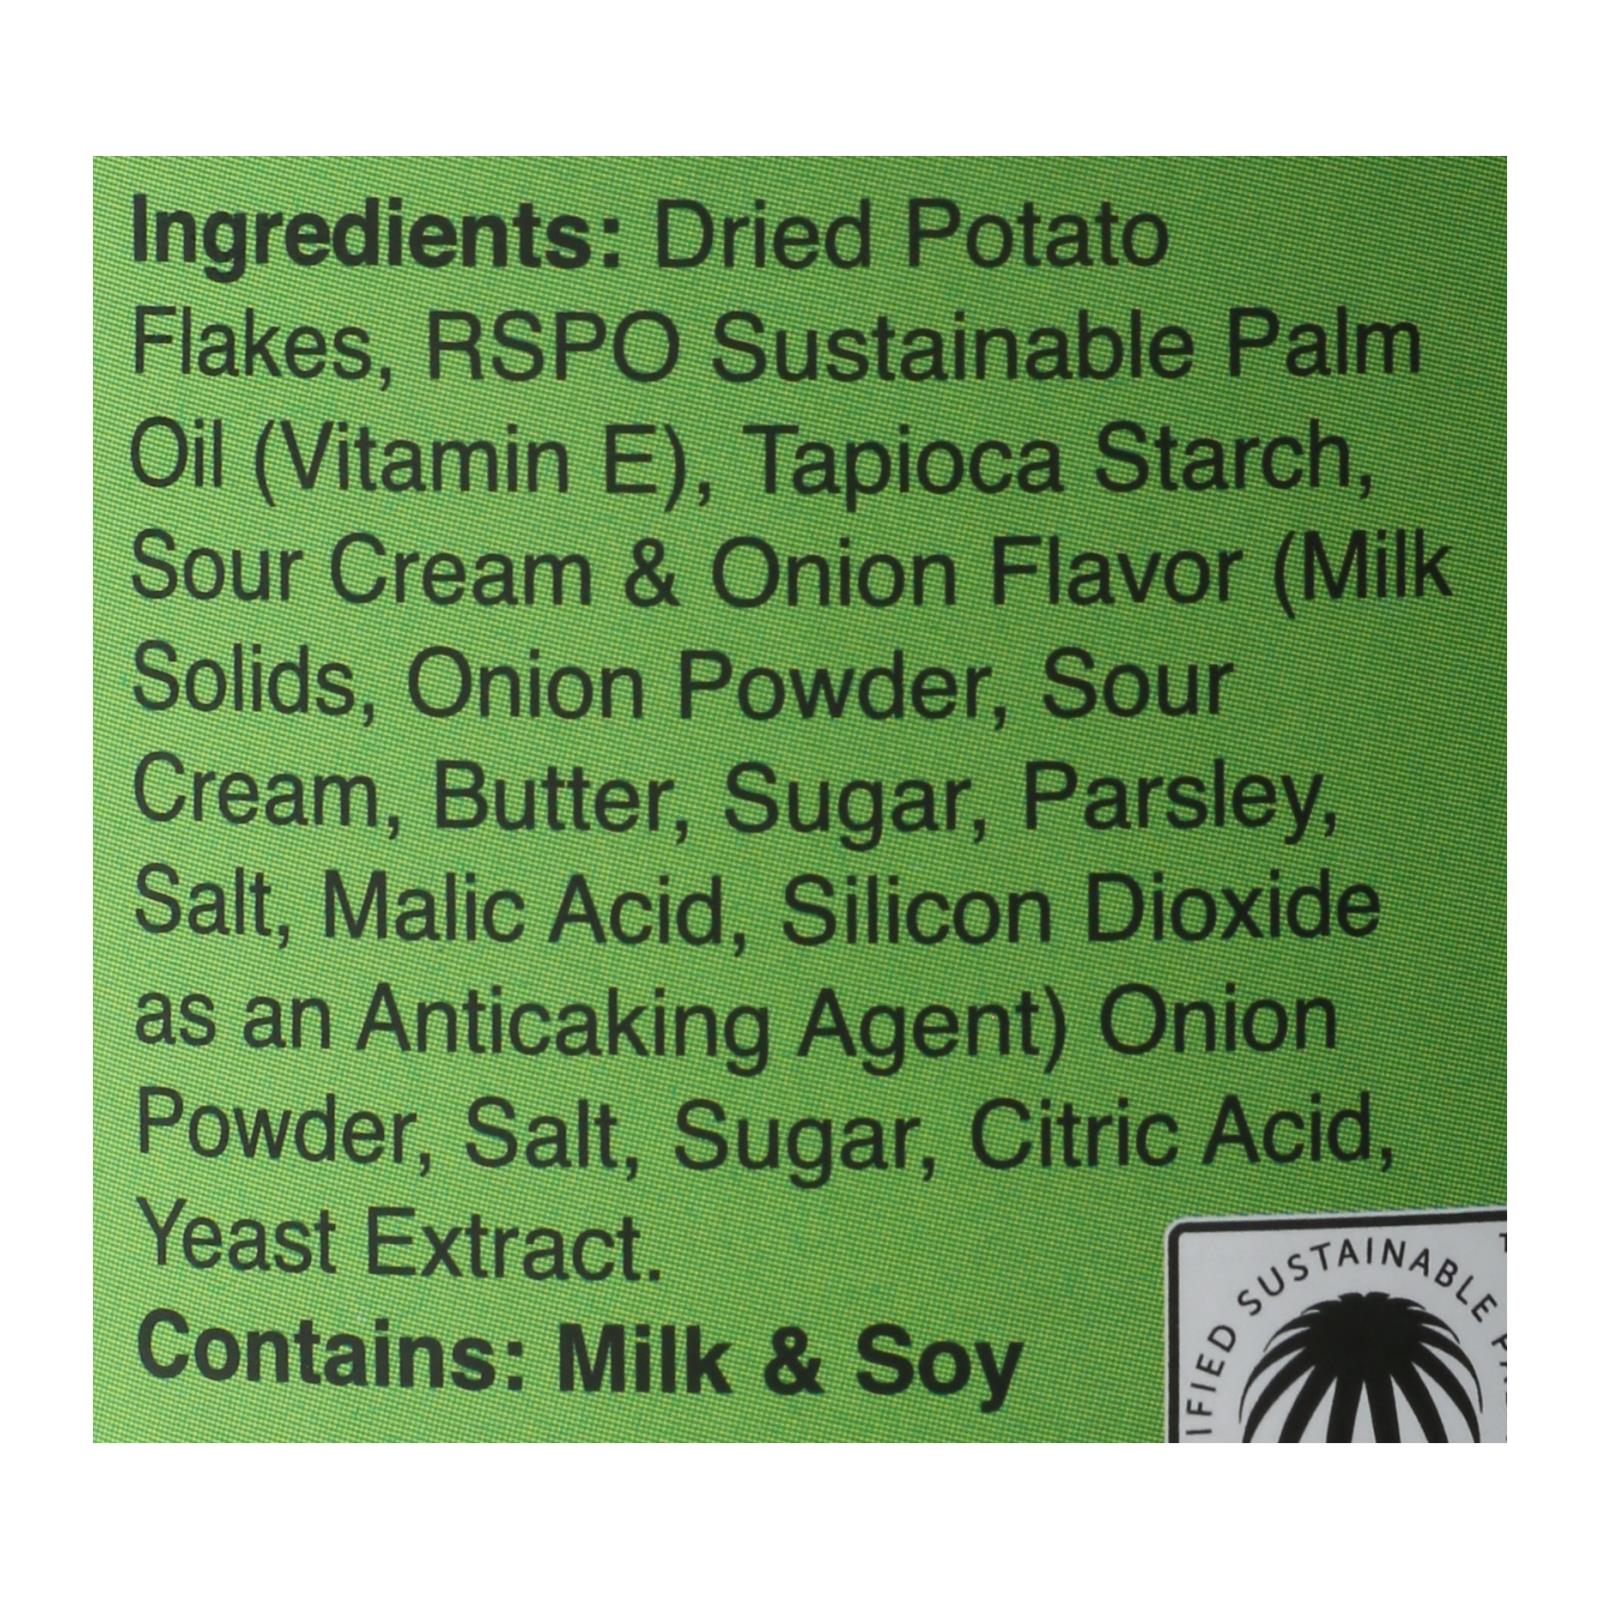 Ingredients: Dried Potato
Flakes, RSPO Sustainable Palm
Oil (Vitamin E), Tapioca Starch,
Sour Cream & Onion Flavor (Milk
Solids, Onion Powder, Sour
Cream, Butter, Sugar, Parsley,
Salt, Malic Acid, Silicon Dioxide
as an Anticaking Agent) Onion
Powder, Salt, Sugar, Citric Acid,
Yeast Extract.
Contains: Milk & Soy
SUSTAINABLE